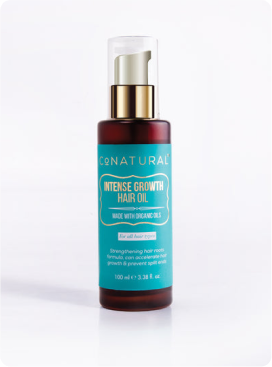 CoNATURAL
INTENSE GROWTH
HAIR OIL
MADE WITH ORGANIC OILS
For all hair types
Strengthening hair roots
formula, can accelerate hair
growth & prevent split ends
100 ml e 3.38 fl. oz